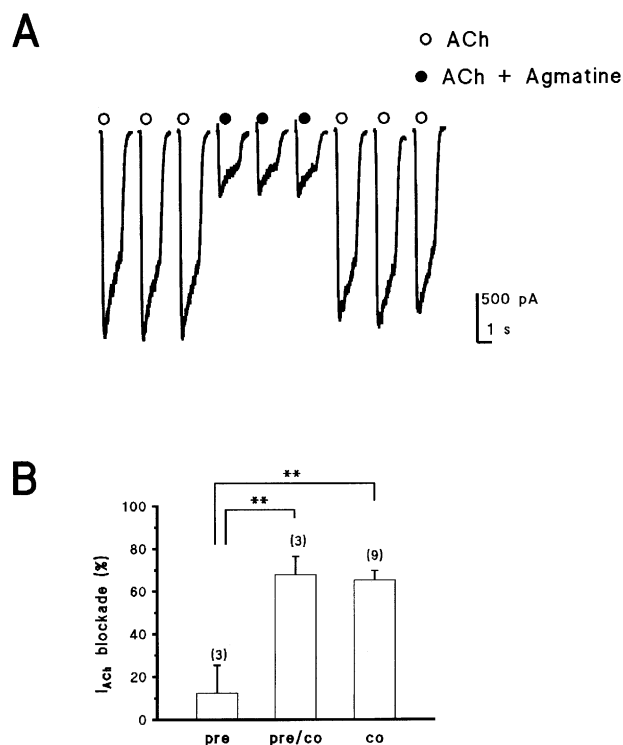 A
○ ACh
● ACh + Agmatine
500 pA
1 s
B
**
**
100
80
60
40
20
0
I_ACh blockade (%)
(3)
(3)
(9)
pre
pre/co
co